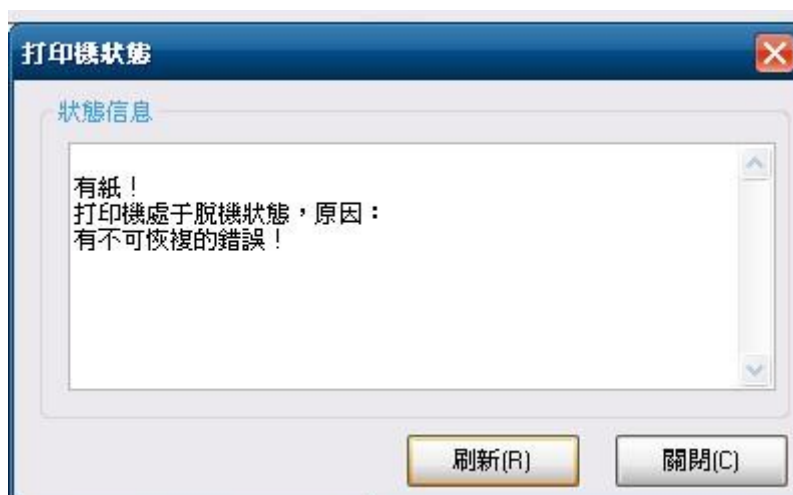 打印機狀態
狀態信息
有紙！
打印機處于脫機狀態，原因：
有不可恢複的錯誤！
刷新(R)
關閉(C)